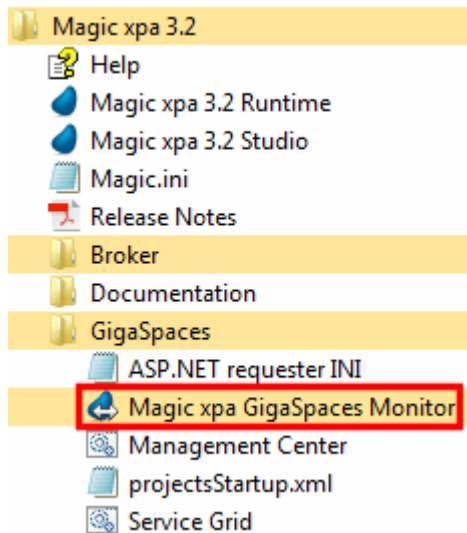 Magic xpa 3.2
Help
Magic xpa 3.2 Runtime
Magic xpa 3.2 Studio
Magic.ini
Release Notes
Broker
Documentation
GigaSpaces
ASP.NET requester INI
Magic xpa GigaSpaces Monitor
Management Center
projectsStartup.xml
Service Grid